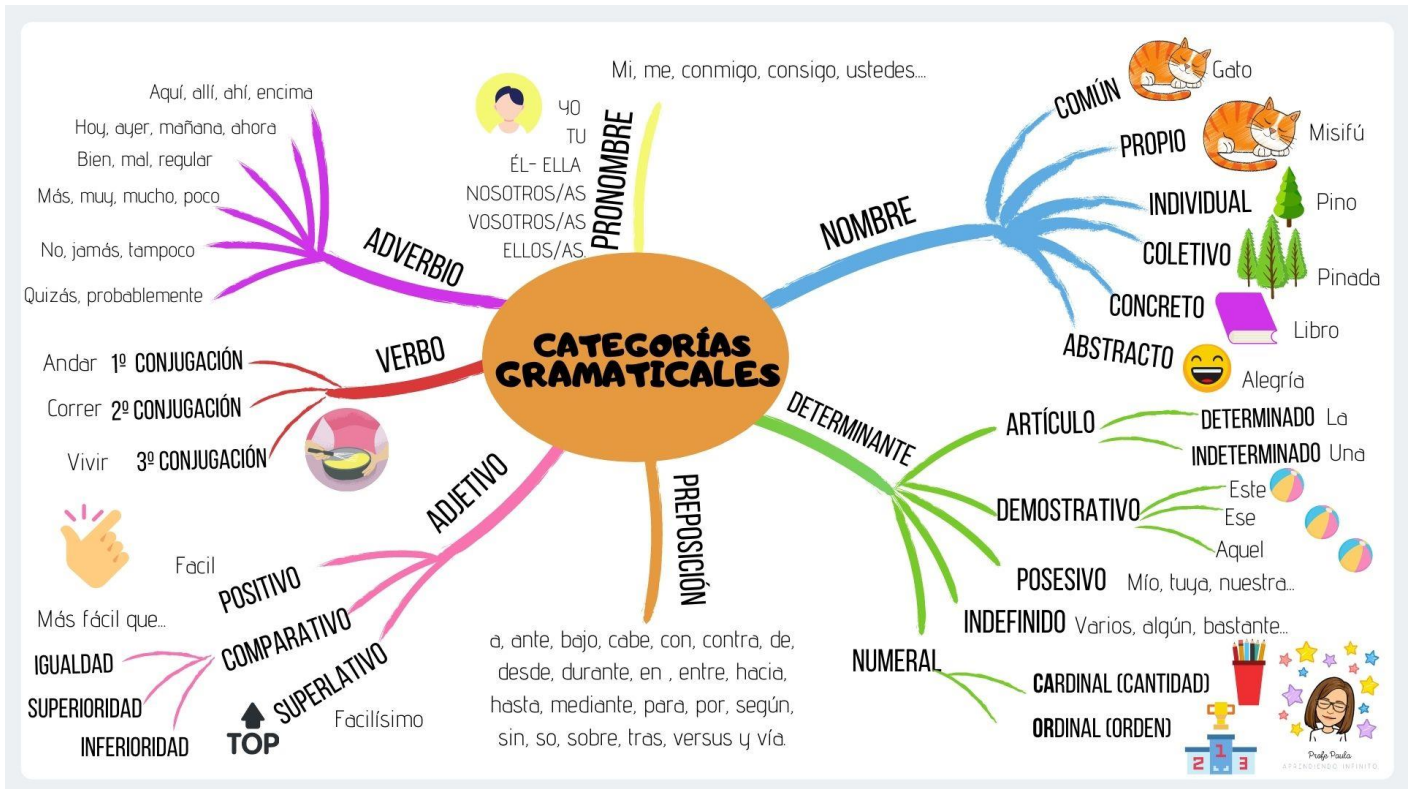 CATEGORÍAS
GRAMATICALES
PRONOMBRE
Mi, me, conmigo, consigo, ustedes....
YO
TU
ÉL- ELLA
NOSOTROS/AS
VOSOTROS/AS
ELLOS/AS.
NOMBRE
COMÚN
Gato
PROPIO
Misifú
INDIVIDUAL
Pino
COLETIVO
Pinada
CONCRETO
Libro
ABSTRACTO
Alegría
DETERMINANTE
ARTÍCULO
DETERMINADO La
INDETERMINADO Una
DEMOSTRATIVO
Este
Ese
Aquel
POSESIVO Mío, tuya, nuestra...
INDEFINIDO Varios, algún, bastante...
NUMERAL
CARDINAL (CANTIDAD)
ORDINAL (ORDEN)
2 1 3
Profe Paula
APRENDIENDO INFINITO
PREPOSICIÓN
a, ante, bajo, cabe, con, contra, de,
desde, durante, en , entre, hacia,
hasta, mediante, para, por, según,
sin, so, sobre, tras, versus y vía.
ADJETIVO
POSITIVO
Facil
COMPARATIVO
Más fácil que...
IGUALDAD
SUPERIORIDAD
INFERIORIDAD
SUPERLATIVO
Facilísimo
TOP
VERBO
Andar 1º CONJUGACIÓN
Correr 2º CONJUGACIÓN
Vivir 3º CONJUGACIÓN
ADVERBIO
Aquí, allí, ahí, encima
Hoy, ayer, mañana, ahora
Bien, mal, regular
Más, muy, mucho, poco
No, jamás, tampoco
Quizás, probablemente